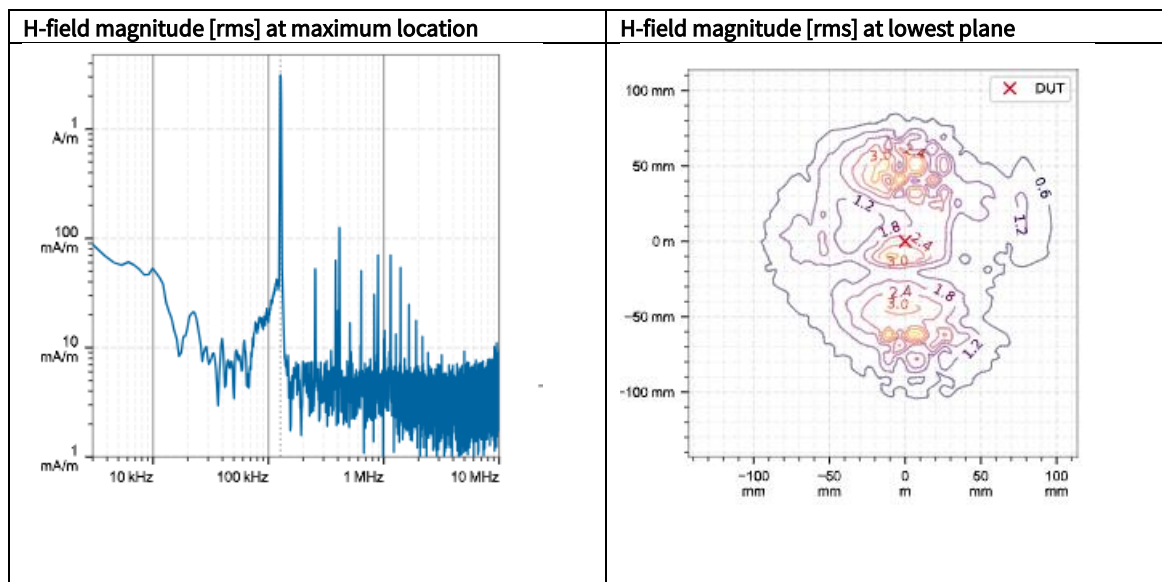 H-field magnitude [rms] at maximum location
H-field magnitude [rms] at lowest plane
1
A/m
100
mA/m
10
mA/m
1
mA/m
10 kHz
100 kHz
1 MHz
10 MHz
DUT
100 mm
50 mm
0 m
−50 mm
−100 mm
−100
mm
−50
mm
0
m
50
mm
100
mm
2.4
0.6
1.2
1.2
1.8
2.4
3.0
2.4
1.8
3.0
1.2